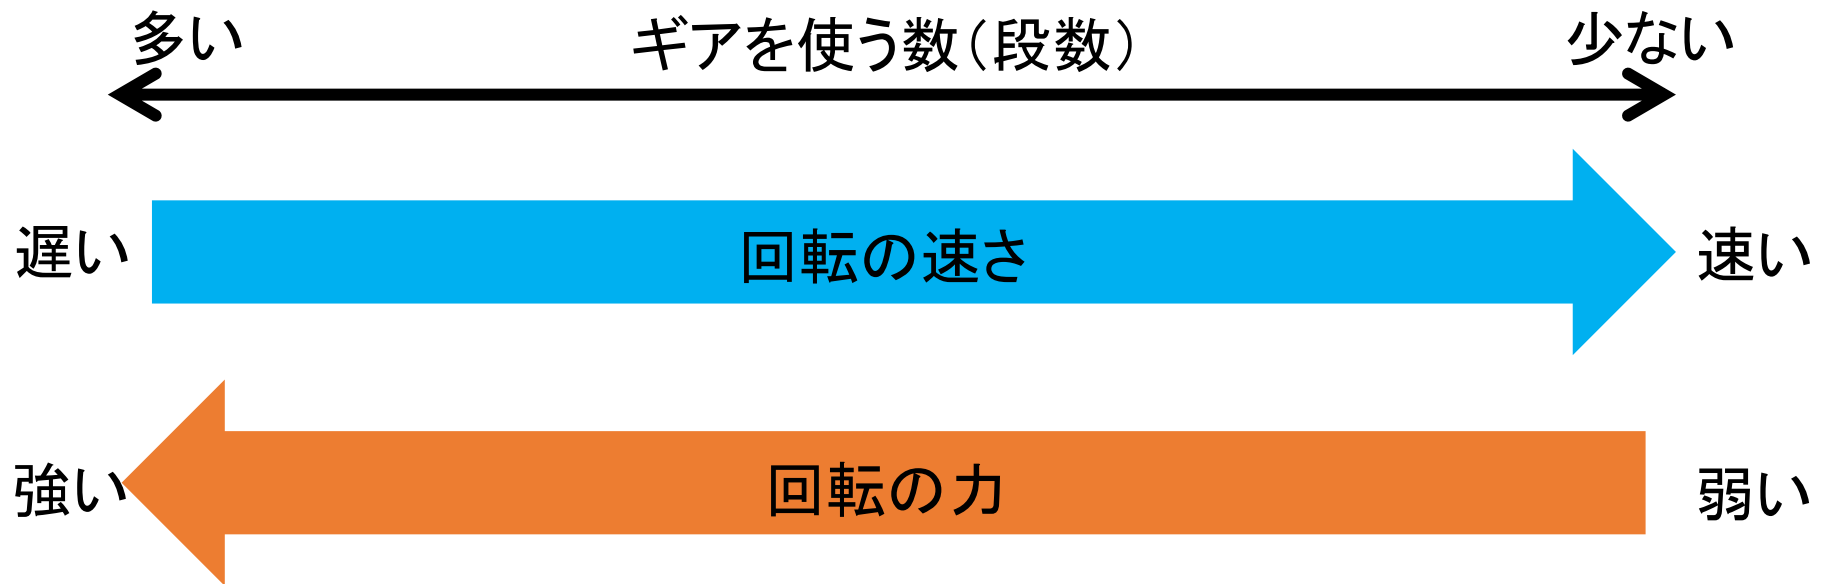 多い ギアを使う数（段数） 少ない
遅い 回転の速さ 速い
強い 回転の力 弱い